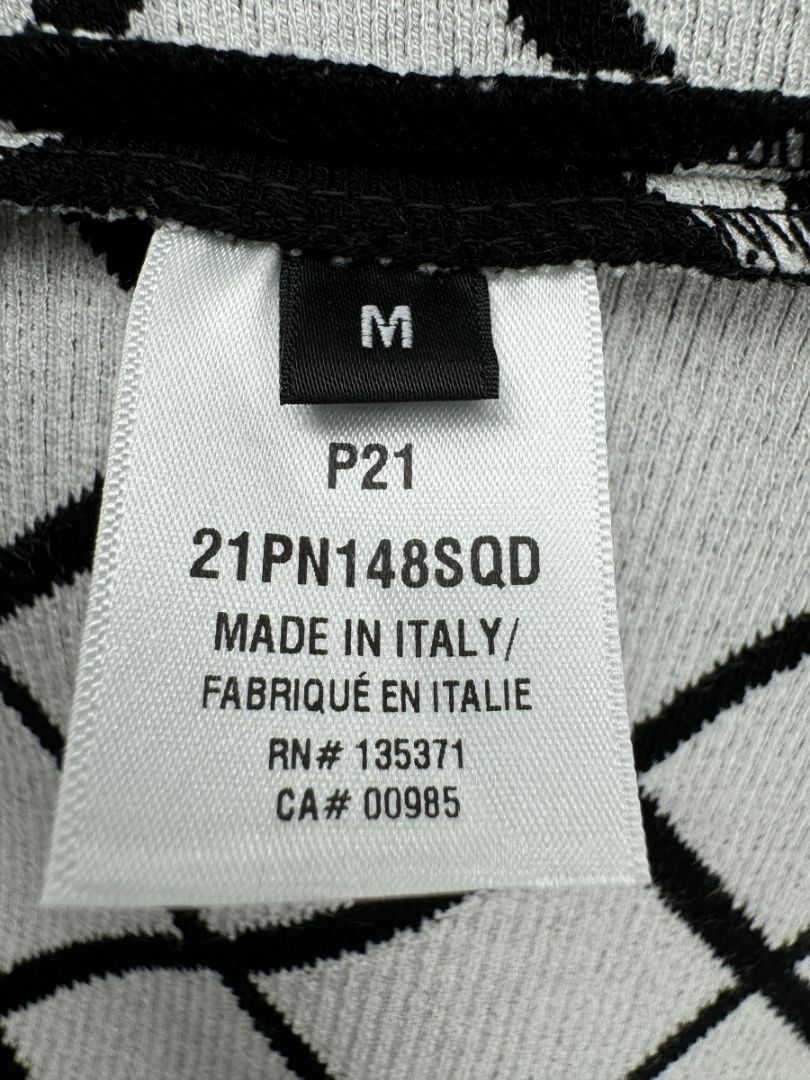 M
P21
21PN148SQD
MADE IN ITALY/
FABRIQUÉ EN ITALIE
RN# 135371
CA# 00985